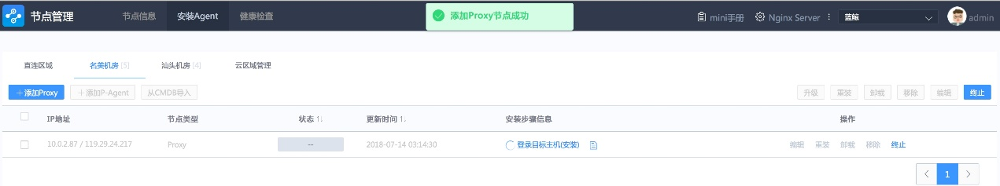 节点管理 节点信息 安装Agent 健康检查 添加Proxy节点成功 mini手册 Nginx Server : 蓝鲸 admin
直连区域 名美机房 (5) 汕头机房 (4) 云区域管理
+添加Proxy +添加P-Agent 从CMDB导入 升级 重装 卸载 移除 编辑 终止
IP地址 节点类型 状态 ↑↓ 更新时间 ↑↓ 安装步骤信息 操作
10.0.2.87 / 119.29.24.217 Proxy -- 2018-07-14 03:14:30 登录目标主机(安装) 编辑 重装 卸载 移除 终止
< 1 >